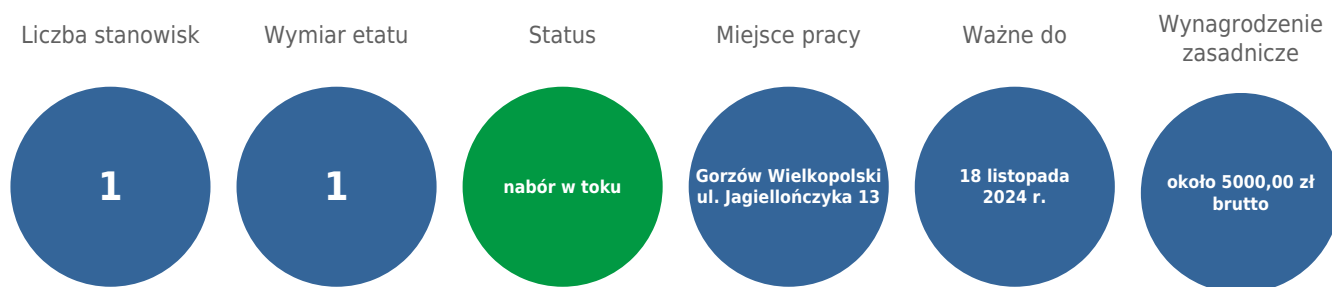 Liczba stanowisk
1
Wymiar etatu
1
Status
nabór w toku
Miejsce pracy
Gorzów Wielkopolski
ul. Jagiellończyka 13
Ważne do
18 listopada
2024 r.
Wynagrodzenie
zasadnicze
około 5000,00 zł
brutto